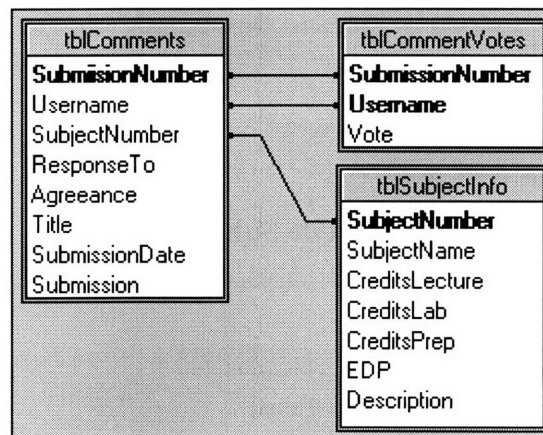 tblComments
SubmiisionNumber
Username
SubjectNumber
ResponseTo
Agreeance
Title
SubmissionDate
Submission
tblCommentVotes
SubmissionNumber
Username
Vote
tblSubjectInfo
SubjectNumber
SubjectName
CreditsLecture
CreditsLab
CreditsPrep
EDP
Description